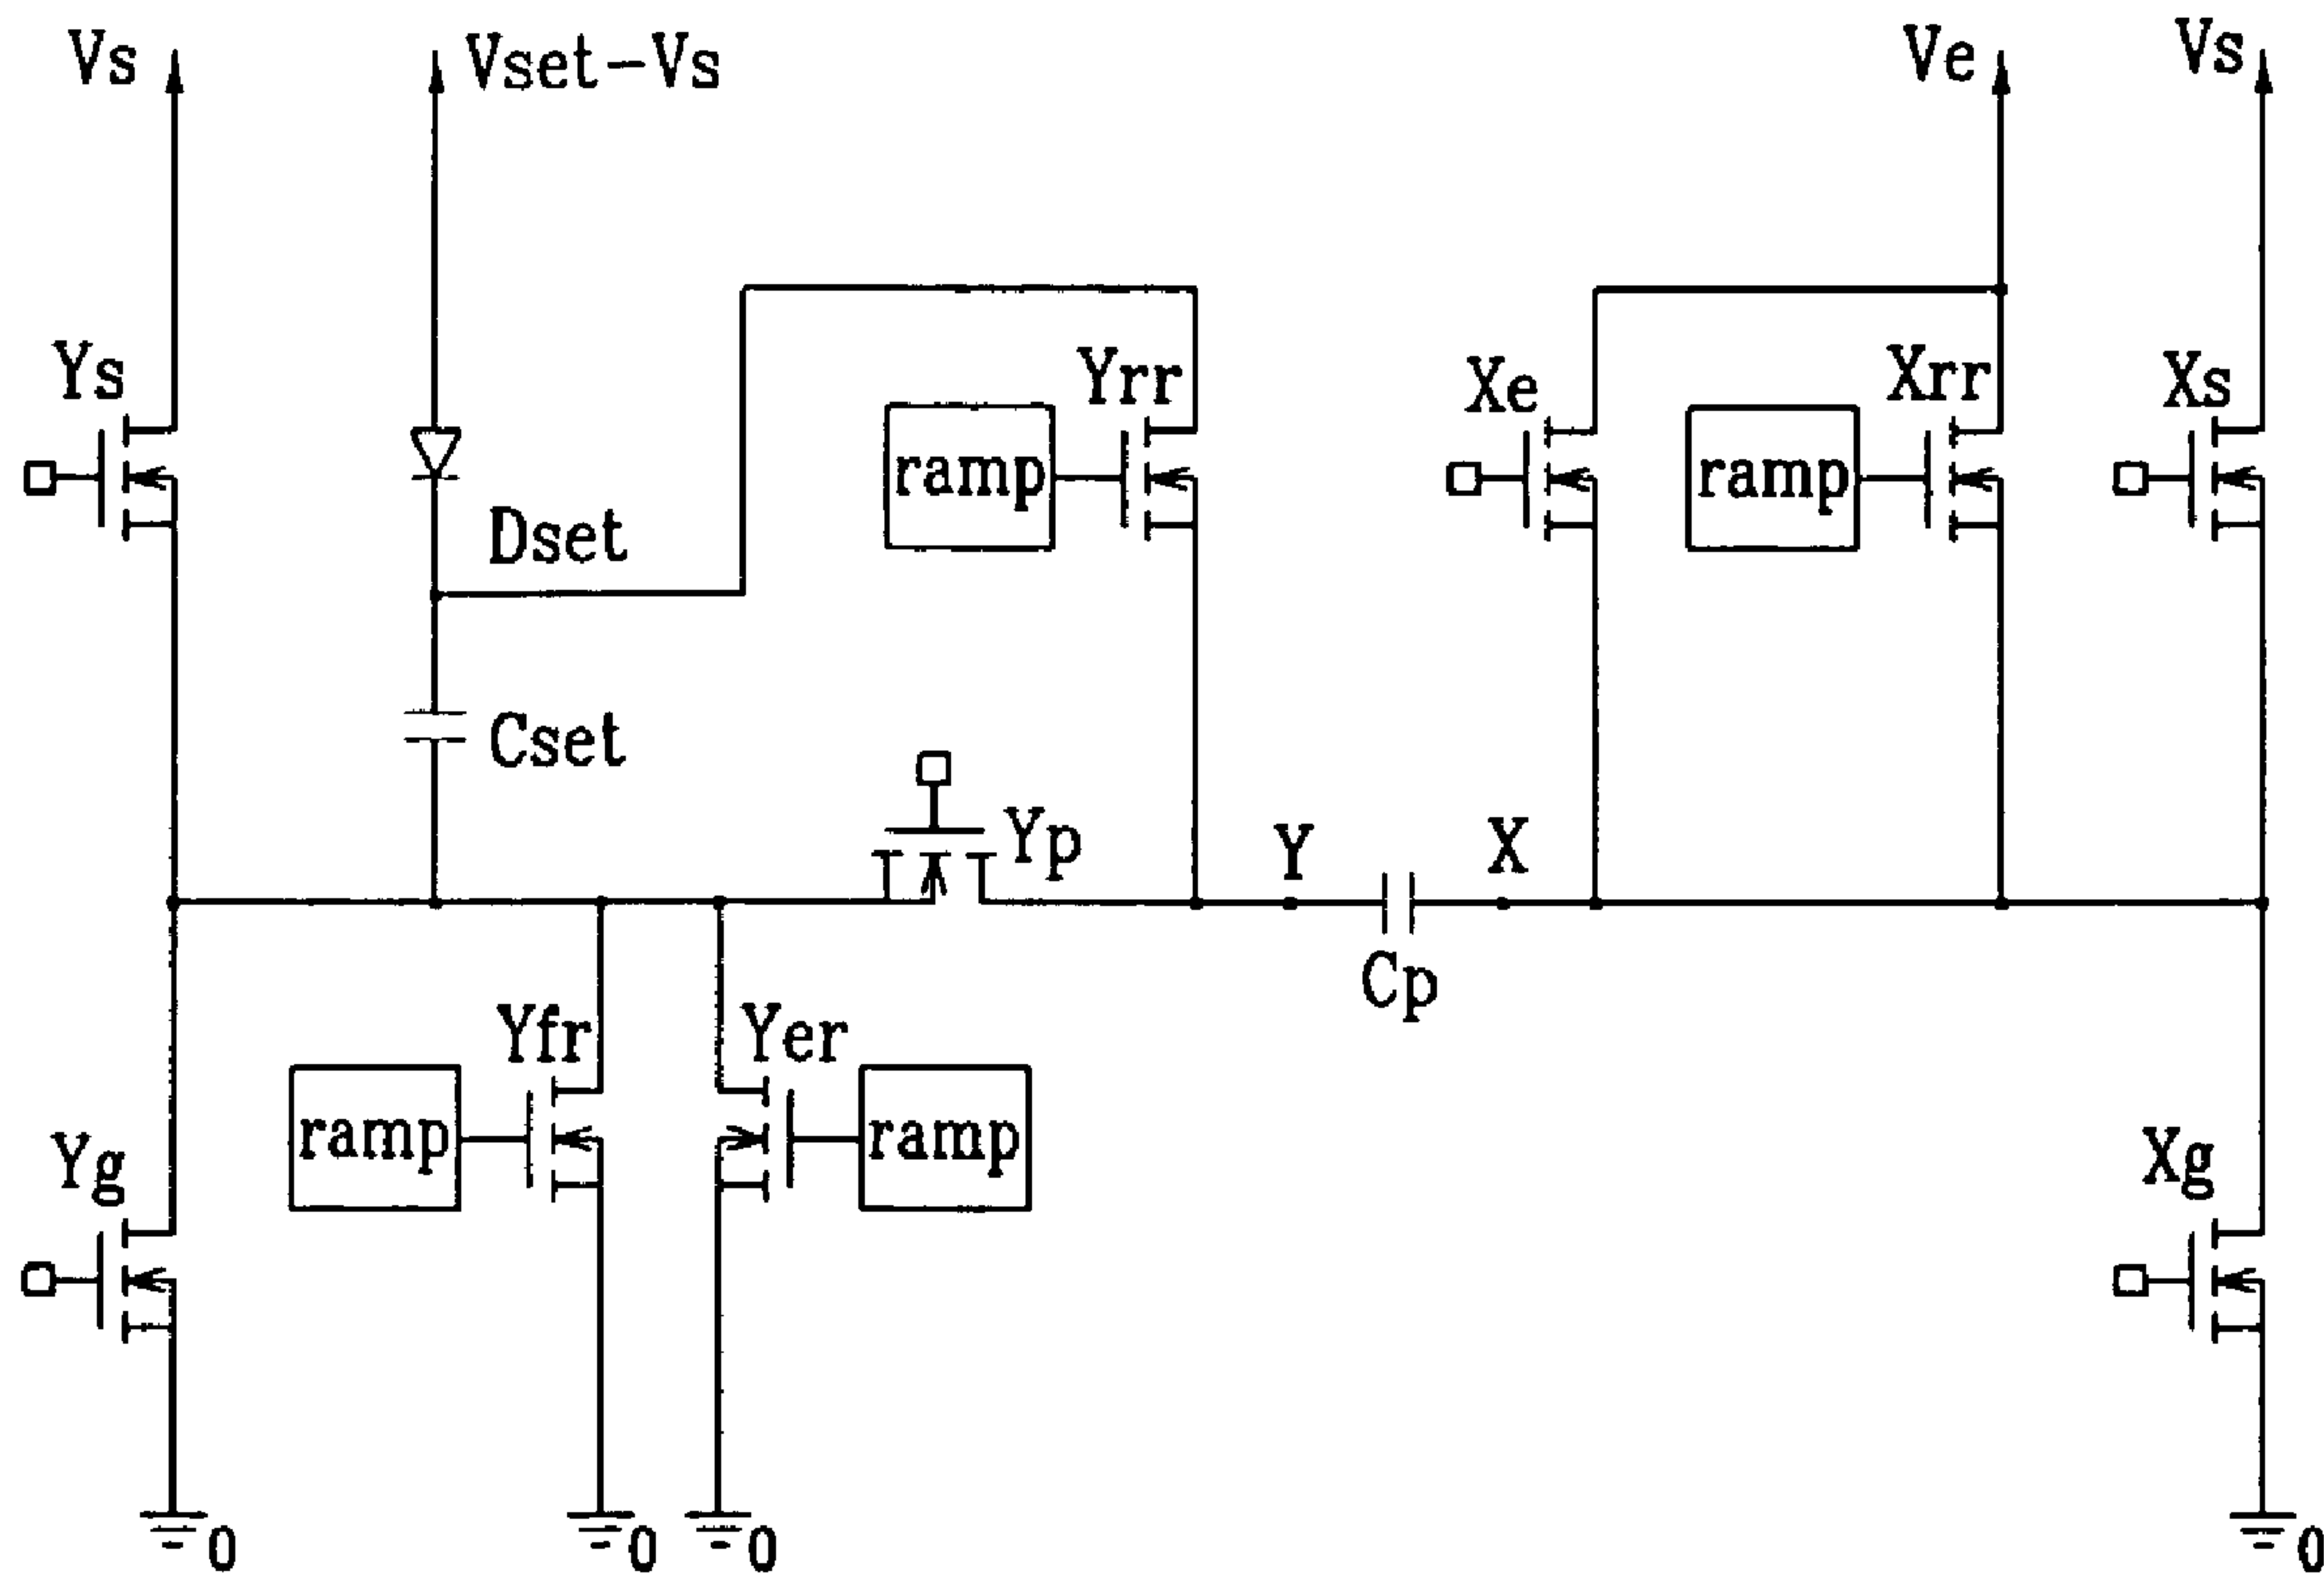 Vs
Vset-Vs
Ve
Vs
Ys
Yrr
Xe
Xrr
Xs
ramp
ramp
Dset
Cset
Yp
Y
X
Cp
Yfr
Yer
Yg
ramp
ramp
Xg
0
0
0
0